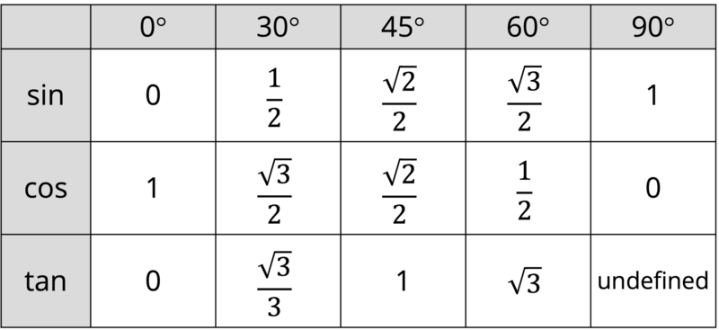 0° 30° 45° 60° 90°
sin 0 1/2 √2/2 √3/2 1
cos 1 √3/2 √2/2 1/2 0
tan 0 √3/3 1 √3 undefined